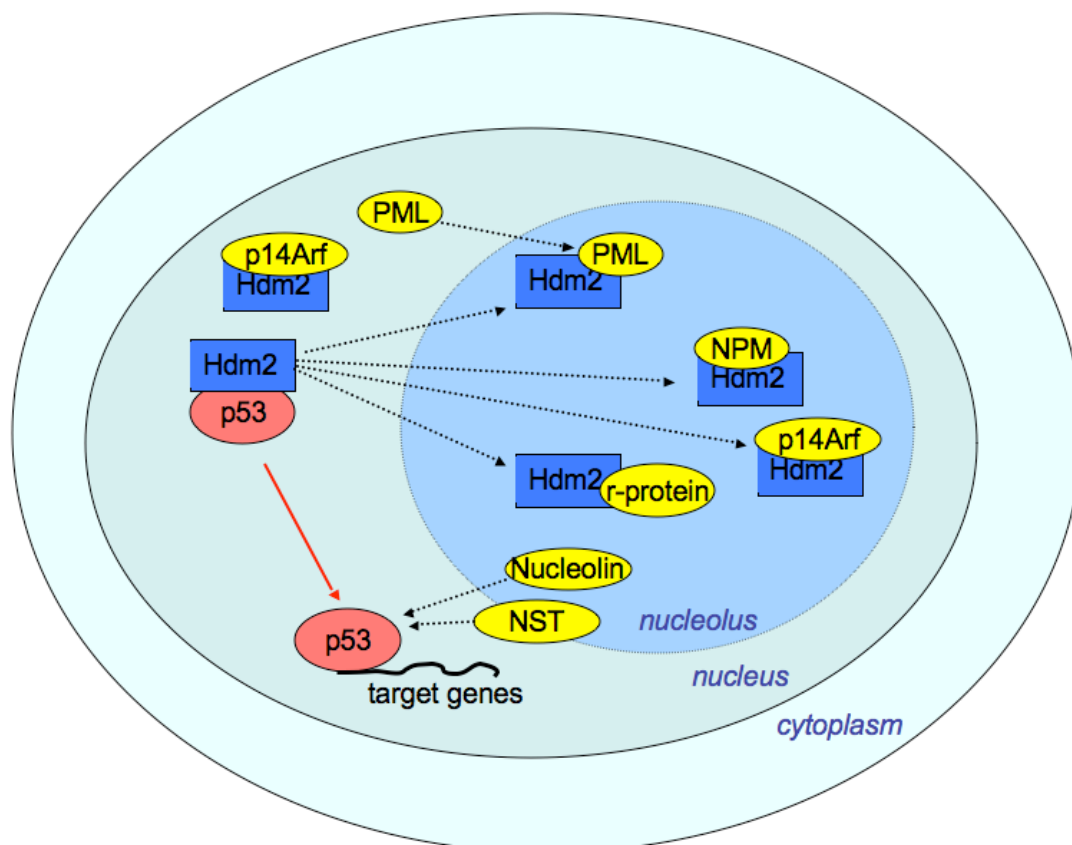 PML
p14Arf
Hdm2
PML
Hdm2
Hdm2
p53
NPM
Hdm2
p14Arf
Hdm2
Hdm2
r-protein
Nucleolin
NST
p53
target genes
nucleolus
nucleus
cytoplasm